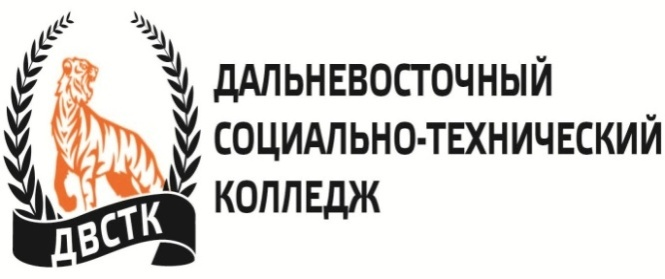 ДАЛЬНЕВОСТОЧНЫЙ
СОЦИАЛЬНО-ТЕХНИЧЕСКИЙ
КОЛЛЕДЖ
ДВСТК